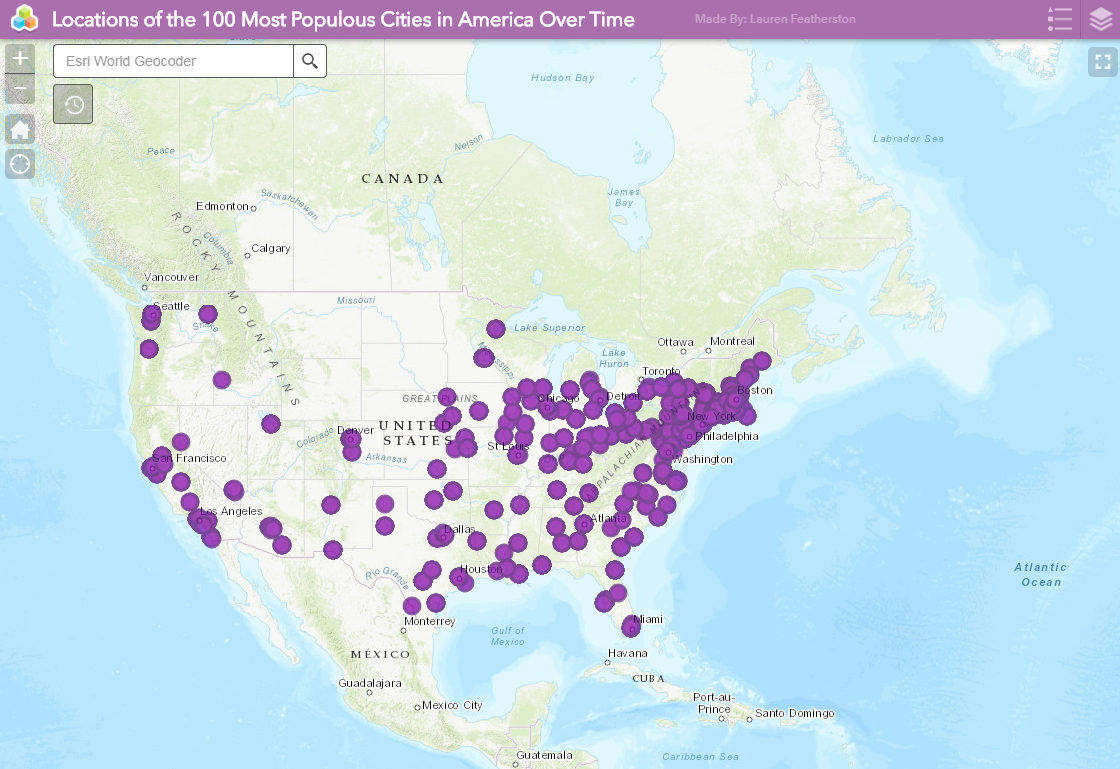 Locations of the 100 Most Populous Cities in America Over Time
Made By: Lauren Featherston
Esri World Geocoder
Hudson Bay
Labrador Sea
Nelson
Peace
CANADA
James
Bay
Saskatchewan
Edmonton
ROCKY MOUNTAINS
Columbia
Calgary
Vancouver
Missouri
Seattle
Snake
Lake Superior
Ottawa
Montreal
Mississippi
Lake
Huron
Toronto
Boston
GREAT PLAINS
Chicago
Detroit
New York
UNITED
STATES
Denver
Colorado
Philadelphia
St Louis
Arkansas
San Francisco
Washington
APPALACHIAN MOUNTAINS
Los Angeles
Atlanta
Dallas
Houston
Rio Grande
Atlantic
Ocean
Miami
Monterrey
Gulf of
Mexico
MÉXICO
Havana
CUBA
Guadalajara
Mexico City
Port-au-
Prince
Santo Domingo
Guatemala
Caribbean Sea